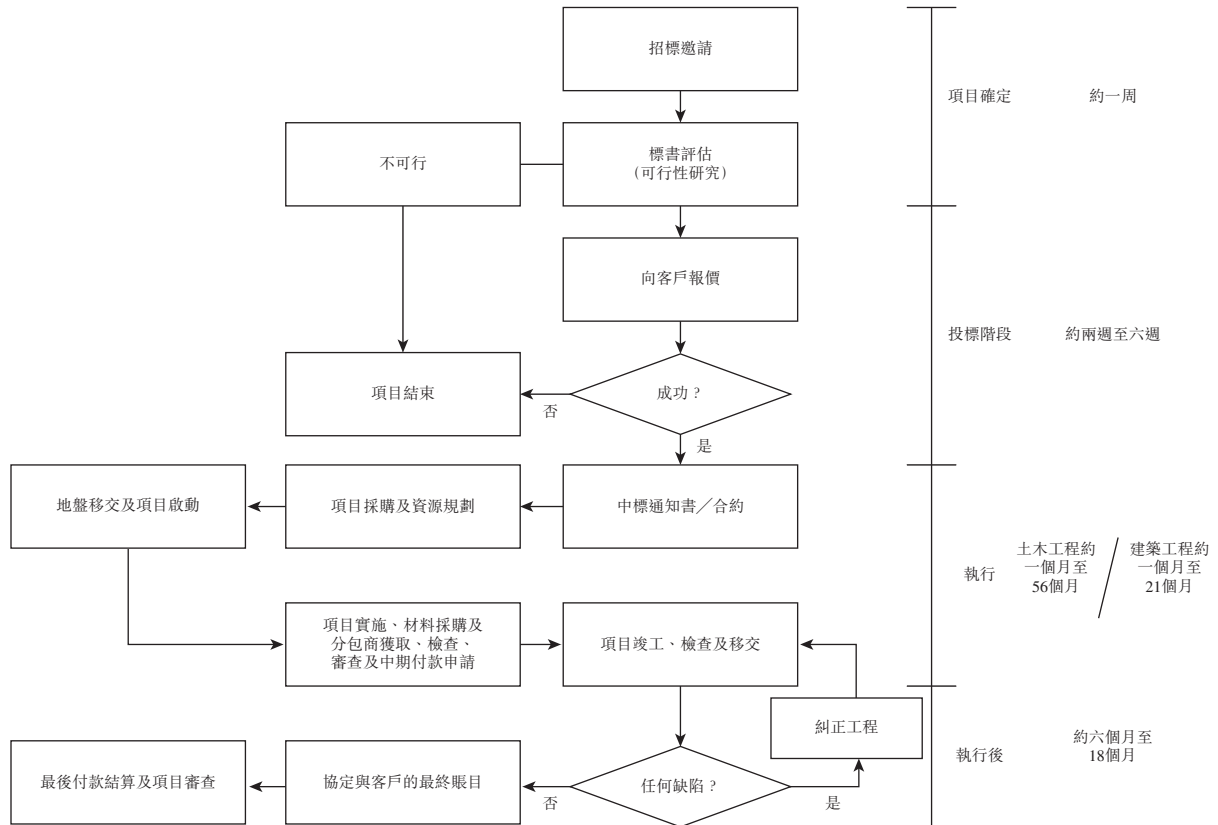 招標邀請
項目確定
約一周
不可行
標書評估
(可行性研究)
向客戶報價
投標階段
約兩週至六週
項目結束
成功?
否
是
地盤移交及項目啟動
項目採購及資源規劃
中標通知書／合約
執行
土木工程約
一個月至
56個月
建築工程約
一個月至
21個月
項目實施、材料採購及
分包商獲取、檢查、
審查及中期付款申請
項目竣工、檢查及移交
糾正工程
執行後
約六個月至
18個月
最後付款結算及項目審查
協定與客戶的最終賬目
任何缺陷?
否
是